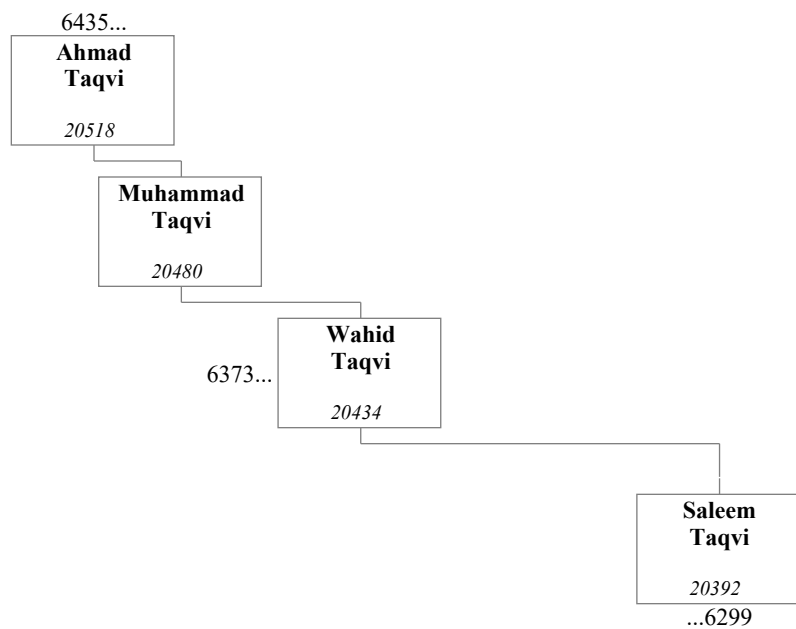 6435...
Ahmad
Taqvi
20518
Muhammad
Taqvi
20480
Wahid
Taqvi
6373...
20434
Saleem
Taqvi
20392
...6299